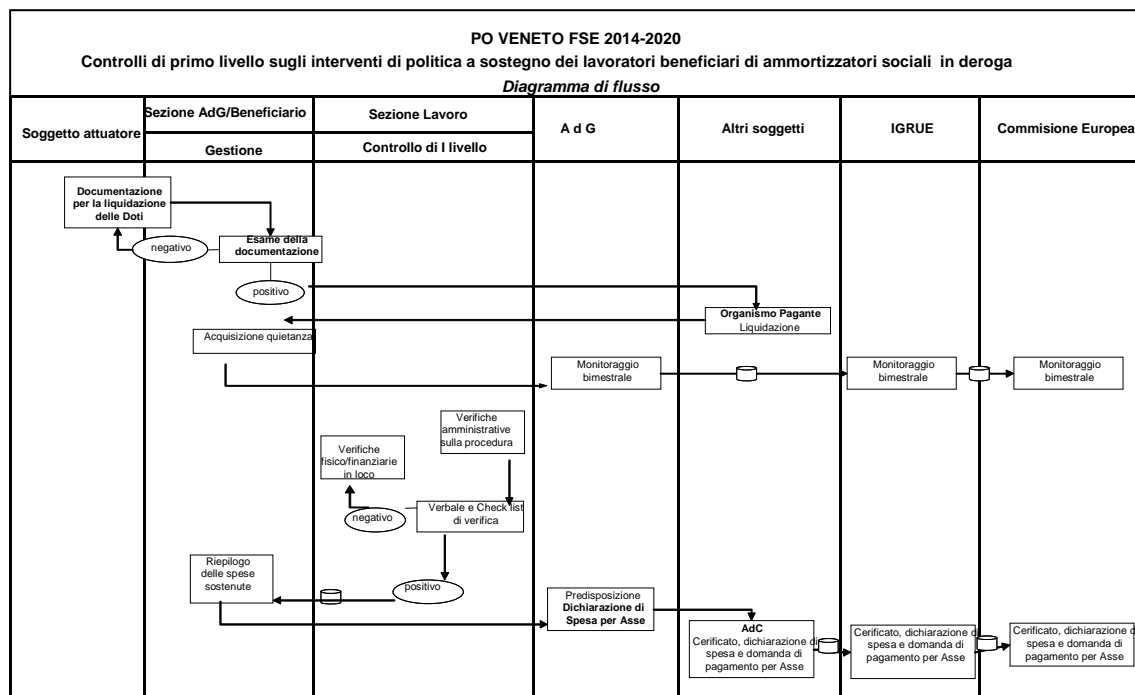 PO VENETO FSE 2014-2020
Controlli di primo livello sugli interventi di politica a sostegno dei lavoratori beneficiari di ammortizzatori sociali in deroga
Diagramma di flusso
Soggetto attuatore
Sezione AdG/Beneficiario
Gestione
Sezione Lavoro
Controllo di I livello
A d G
Altri soggetti
IGRUE
Commisione Europea
Documentazione
per la liquidazione
delle Doti
negativo
Esame della
documentazione
positivo
Organismo Pagante
Liquidazione
Acquisizione quietanza
Monitoraggio
bimestrale
Monitoraggio
bimestrale
Monitoraggio
bimestrale
Verifiche
amministrative
sulla procedura
Verifiche
fisico/finanziarie
in loco
negativo
Verbale e Check list
di verifica
positivo
Riepilogo
delle spese
sostenute
Predisposizione
Dichiarazione di
Spesa per Asse
AdC
Cerificato, dichiarazione di
spesa e domanda di
pagamento per Asse
Cerificato, dichiarazione di
spesa e domanda di
pagamento per Asse
Cerificato, dichiarazione di
spesa e domanda di
pagamento per Asse